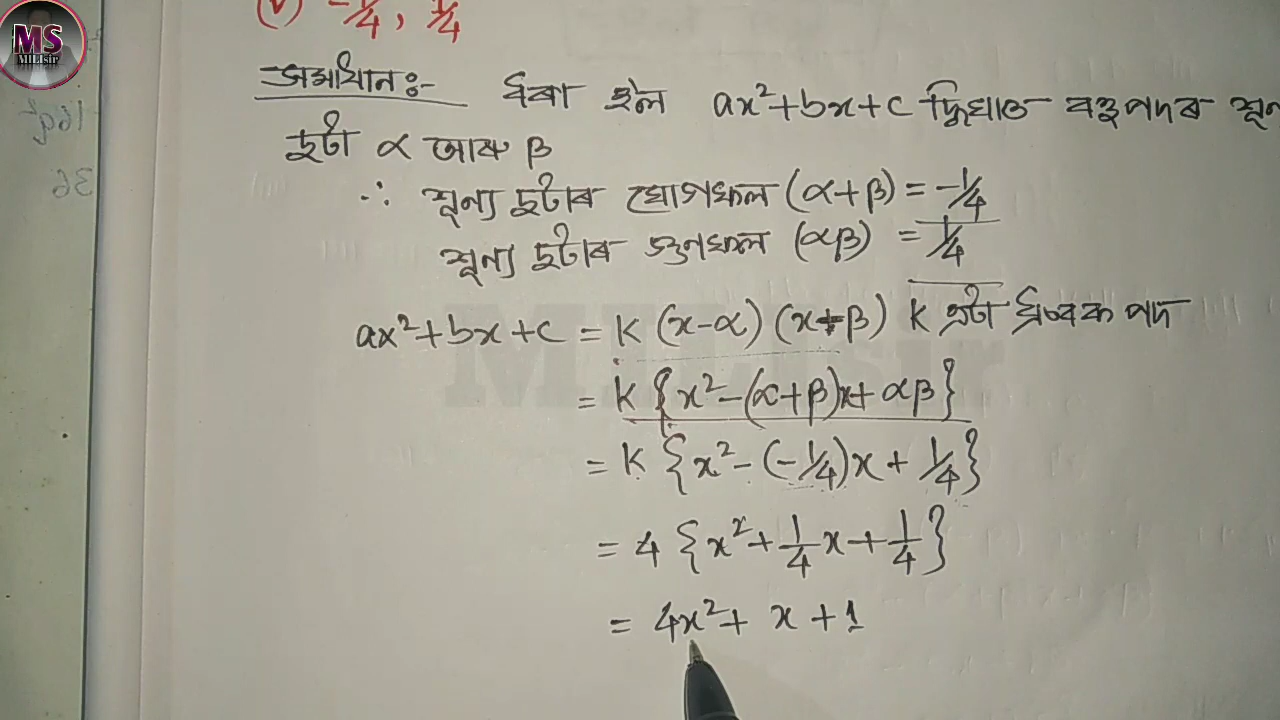 MS
MILIsir
(v) -1/4, 1/4
সমাধান:- ধৰা হ'ল ax²+bx+c দ্বিঘাত বহুপদৰ
দুটা α আৰু β
∴ শূন্য দুটাৰ যোগফল (α+β) = -1/4
শূন্য দুটাৰ গুনফল (αβ) = 1/4
ax²+bx+c = K (x-α) (x-β) K এটা ধ্ৰুবক পদ
= K {x²-(α+β)x+ αβ}
= K {x²-(-1/4)x + 1/4}
= 4 {x²+1/4x+1/4}
= 4x²+ x +1
MILIsir